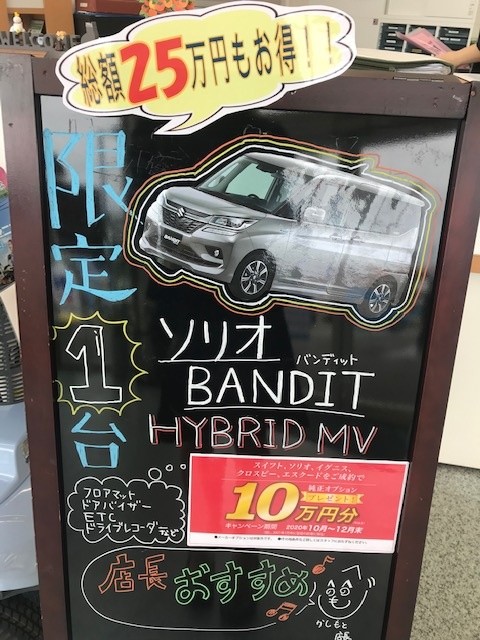 WELCOME
総額25万円もお得!!
限定1台
BANDIT
ソリオ
バンディット
BANDIT
HYBRID MV
スイフト、ソリオ、イグニス、
クロスビー、エスクードをご成約で
純正オプション
10万円分
プレゼント!
キャンペーン期間 2020年10月〜12月末
フロアマット
ドアバイザー
ETC
ドライブレコーダーなど
店長おすすめ
かしもと